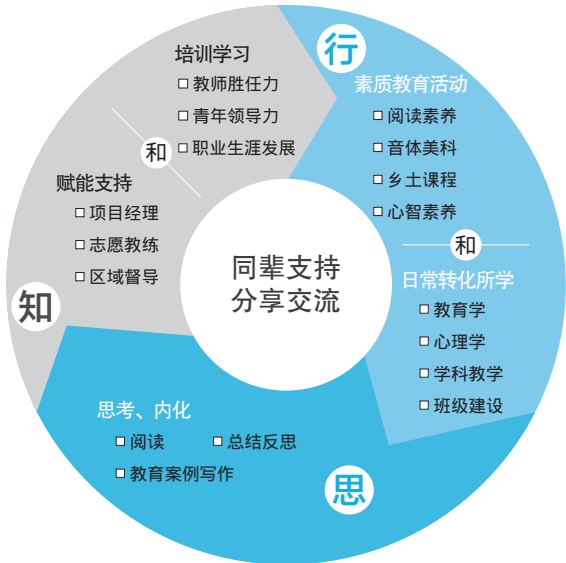 知
培训学习
□ 教师胜任力
□ 青年领导力
□ 职业生涯发展
和
赋能支持
□ 项目经理
□ 志愿教练
□ 区域督导
行
素质教育活动
□ 阅读素养
□ 音体美科
□ 乡土课程
□ 心智素养
和
日常转化所学
□ 教育学
□ 心理学
□ 学科教学
□ 班级建设
思
思考、内化
□ 阅读 □ 总结反思
□ 教育案例写作
同辈支持
分享交流